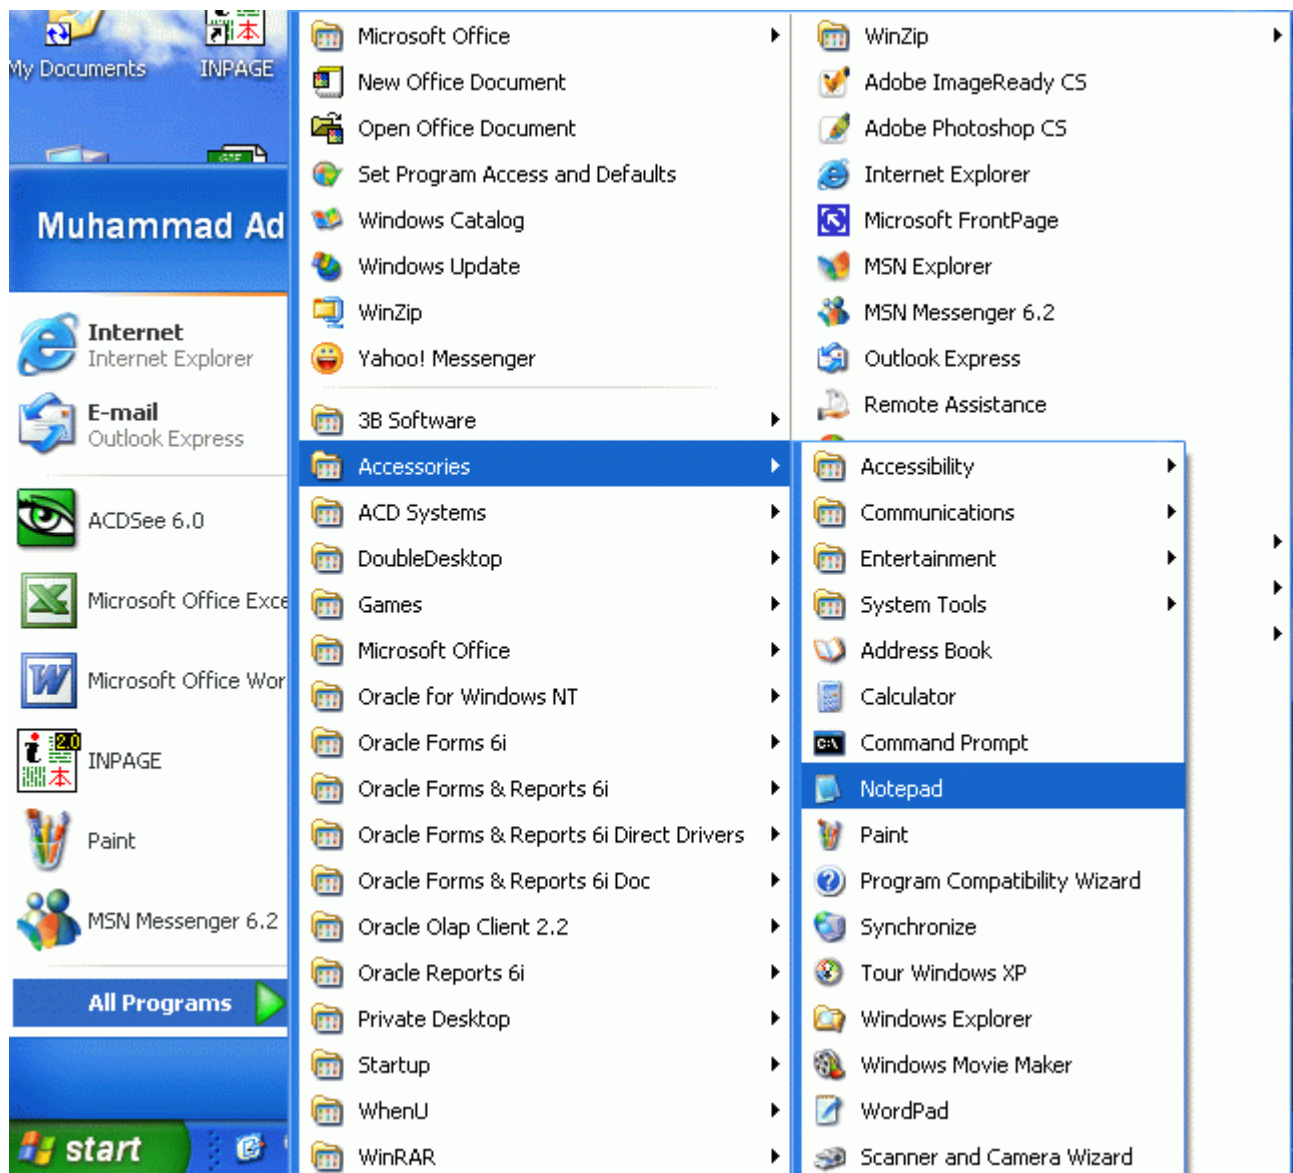 My Documents
INPAGE
Muhammad Ad
Internet
Internet Explorer
E-mail
Outlook Express
ACDSee 6.0
Microsoft Office Exce
Microsoft Office Wor
INPAGE
Paint
MSN Messenger 6.2
All Programs
start
Microsoft Office
New Office Document
Open Office Document
Set Program Access and Defaults
Windows Catalog
Windows Update
WinZip
Yahoo! Messenger
3B Software
Accessories
ACD Systems
DoubleDesktop
Games
Microsoft Office
Oracle for Windows NT
Oracle Forms 6i
Oracle Forms & Reports 6i
Oracle Forms & Reports 6i Direct Drivers
Oracle Forms & Reports 6i Doc
Oracle Olap Client 2.2
Oracle Reports 6i
Private Desktop
Startup
WhenU
WinRAR
WinZip
Adobe ImageReady CS
Adobe Photoshop CS
Internet Explorer
Microsoft FrontPage
MSN Explorer
MSN Messenger 6.2
Outlook Express
Remote Assistance
Accessibility
Communications
Entertainment
System Tools
Address Book
Calculator
Command Prompt
Notepad
Paint
Program Compatibility Wizard
Synchronize
Tour Windows XP
Windows Explorer
Windows Movie Maker
WordPad
Scanner and Camera Wizard